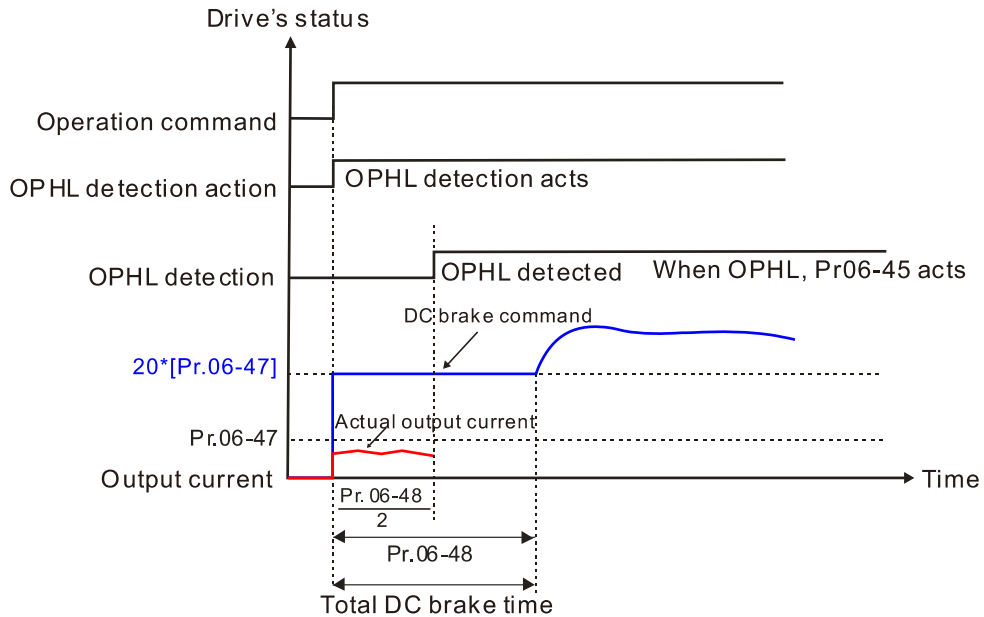 Drive's status
Operation command
OPHL detection action
OPHL detection acts
OPHL detection
OPHL detected
When OPHL, Pr06-45 acts
DC brake command
20*[Pr.06-47]
Actual output current
Pr.06-47
Output current
Time
Pr. 06-48
2
Pr.06-48
Total DC brake time